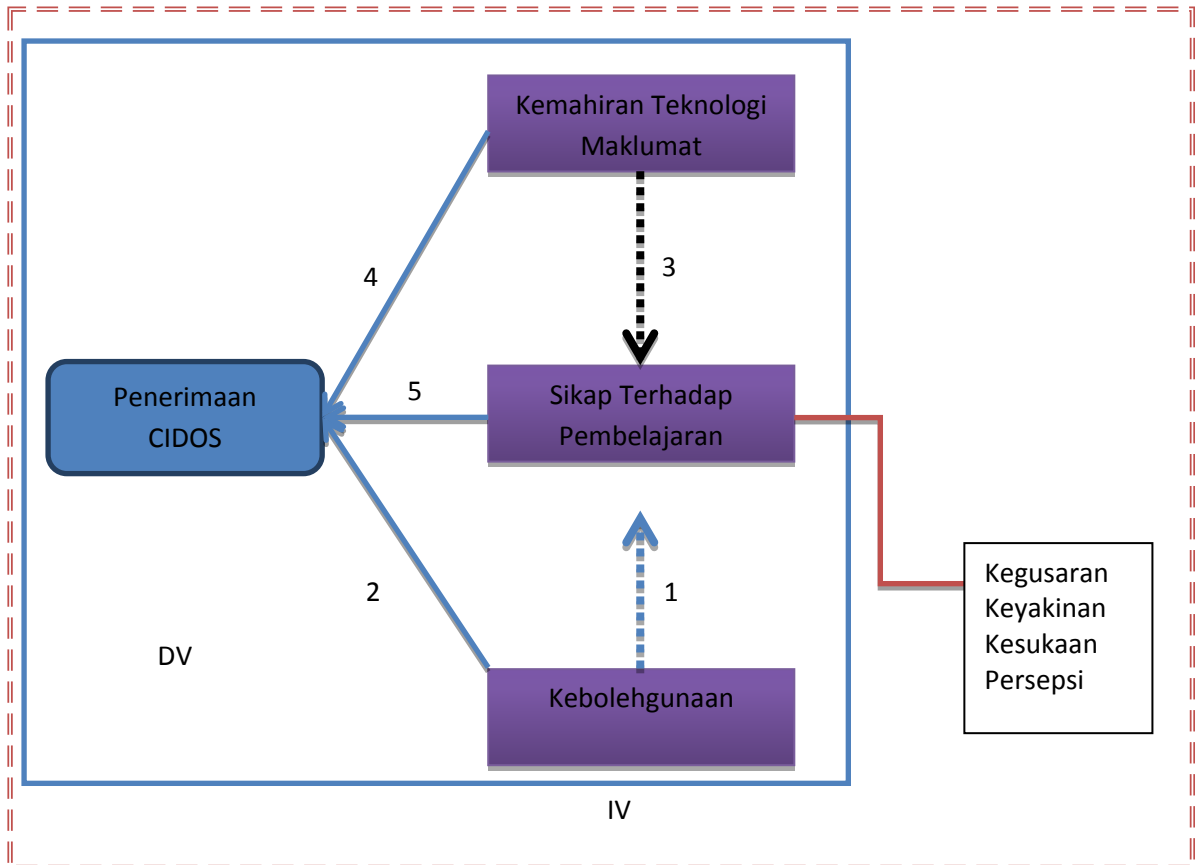 Kemahiran Teknologi
Maklumat
4
3
Penerimaan
CIDOS
5
Sikap Terhadap
Pembelajaran
2
1
Kegusaran
Keyakinan
Kesukaan
Persepsi
DV
Kebolehgunaan
IV